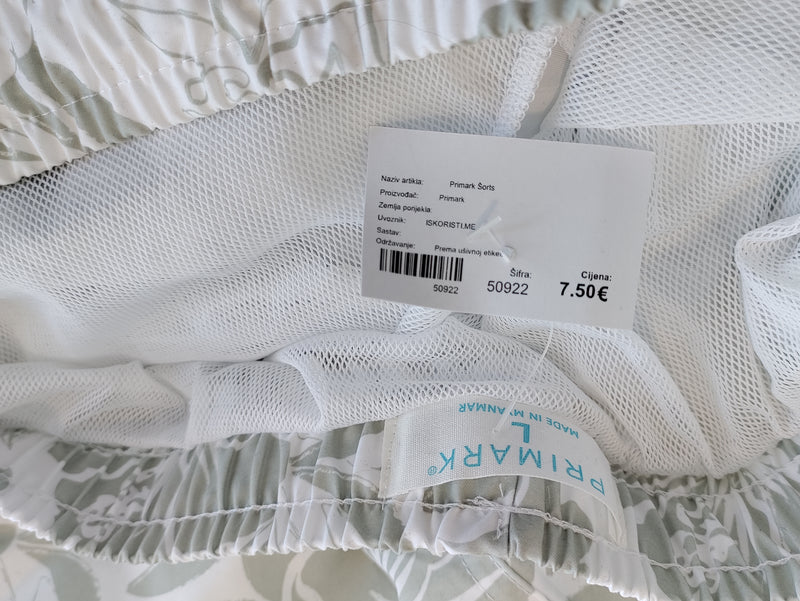 Naziv artikla: Primark Šorts
Proizvođač: Primark
Zemlja porijekla:
Uvoznik: ISKORISTI.ME
Sastav:
Održavanje: Prema ušivnoj etiketi
50922
Šifra:
50922
Cijena:
7.50€
PRIMARK®
L
MADE IN MYANMAR